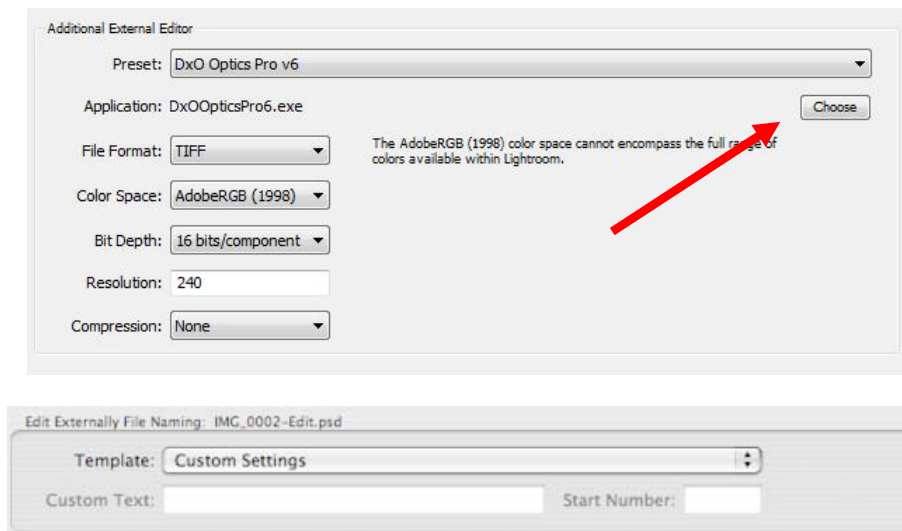 Additional External Editor
Preset: DxO Optics Pro v6
Application: DxOOpticsPro6.exe
Choose
File Format: TIFF
The AdobeRGB (1998) color space cannot encompass the full range of
colors available within Lightroom.
Color Space: AdobeRGB (1998)
Bit Depth: 16 bits/component
Resolution: 240
Compression: None
Edit Externally File Naming: IMG_0002-Edit.psd
Template: Custom Settings
Custom Text:
Start Number: